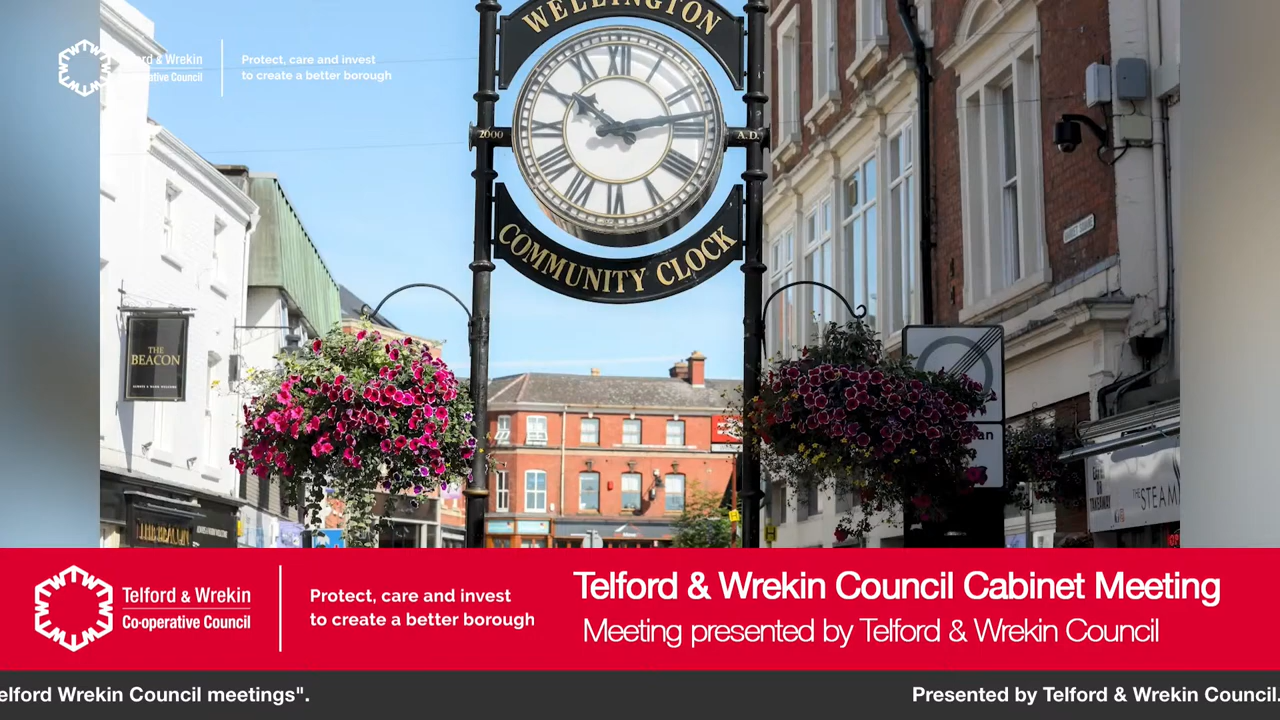 WELLINGTON
2000
A.D.
COMMUNITY CLOCK
Telford & Wrekin
Co-operative Council
Protect, care and invest
to create a better borough
THE
BEACON
THE STEAM
Telford & Wrekin
Co-operative Council
Protect, care and invest
to create a better borough
Telford & Wrekin Council Cabinet Meeting
Meeting presented by Telford & Wrekin Council
elford Wrekin Council meetings".
Presented by Telford & Wrekin Council.